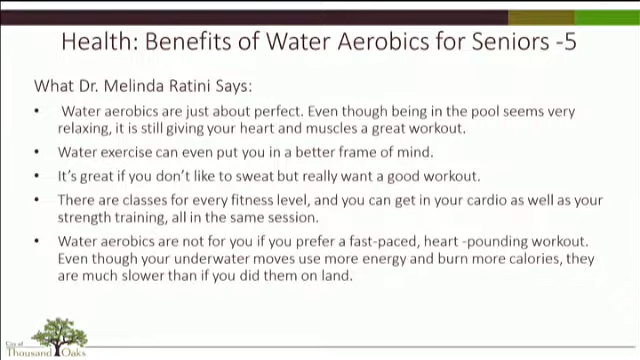 Health: Benefits of Water Aerobics for Seniors -5
What Dr. Melinda Ratini Says:
• Water aerobics are just about perfect. Even though being in the pool seems very
relaxing, it is still giving your heart and muscles a great workout.
• Water exercise can even put you in a better frame of mind.
• It's great if you don't like to sweat but really want a good workout.
• There are classes for every fitness level, and you can get in your cardio as well as your
strength training, all in the same session.
• Water aerobics are not for you if you prefer a fast-paced, heart -pounding workout.
Even though your underwater moves use more energy and burn more calories, they
are much slower than if you did them on land.
City of
Thousand Oaks